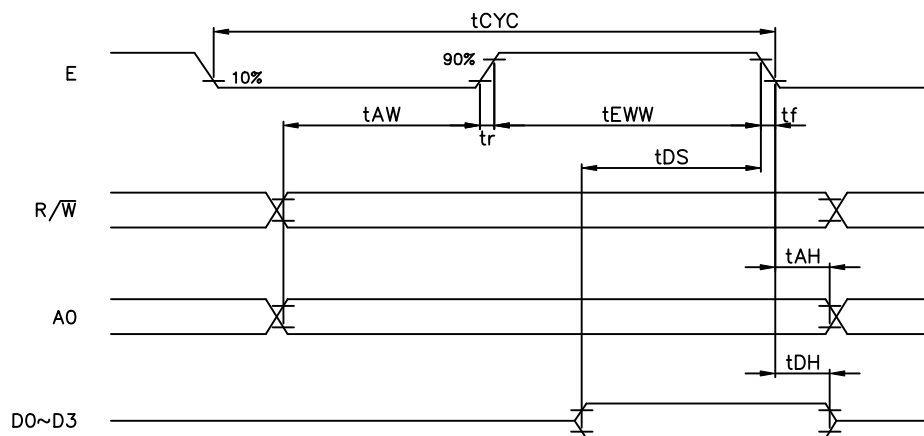 tCYC
90%
E
10%
tAW
tEWW
tf
tr
tDS
R/W̅
tAH
A0
tDH
D0~D3